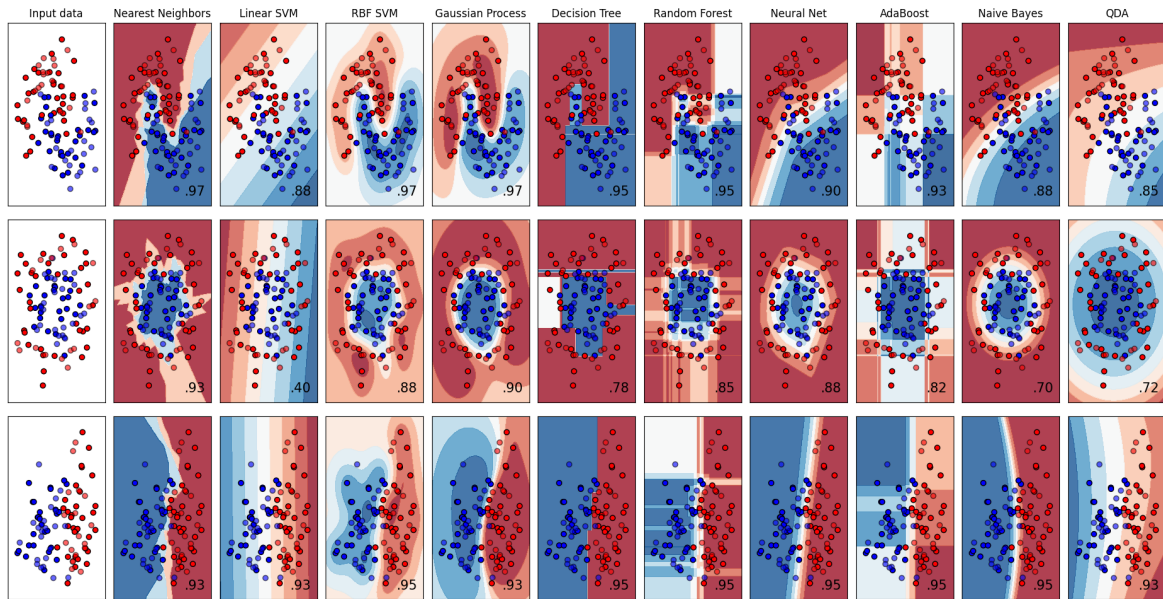 Input data Nearest Neighbors Linear SVM RBF SVM Gaussian Process Decision Tree Random Forest Neural Net AdaBoost Naive Bayes QDA
.97 .88 .97 .97 .95 .95 .90 .93 .88 .85
.93 .40 .88 .90 .78 .85 .88 .82 .70 .72
.93 .93 .95 .93 .95 .95 .95 .95 .95 .93